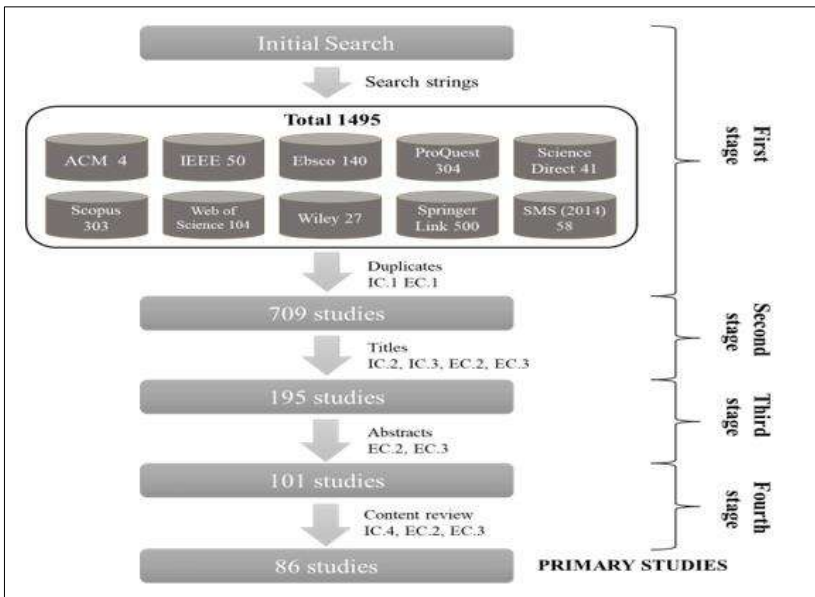 Initial Search
Search strings
Total 1495
ACM 4
IEEE 50
Ebsco 140
ProQuest
304
Science
Direct 41
Scopus
303
Web of
Science 104
Wiley 27
Springer
Link 500
SMS (2014)
58
Duplicates
IC.1 EC.1
709 studies
Titles
IC.2, IC.3, EC.2, EC.3
195 studies
Abstracts
EC.2, EC.3
101 studies
Content review
IC.4, EC.2, EC.3
86 studies
PRIMARY STUDIES
First
stage
Second
stage
Third
stage
Fourth
stage